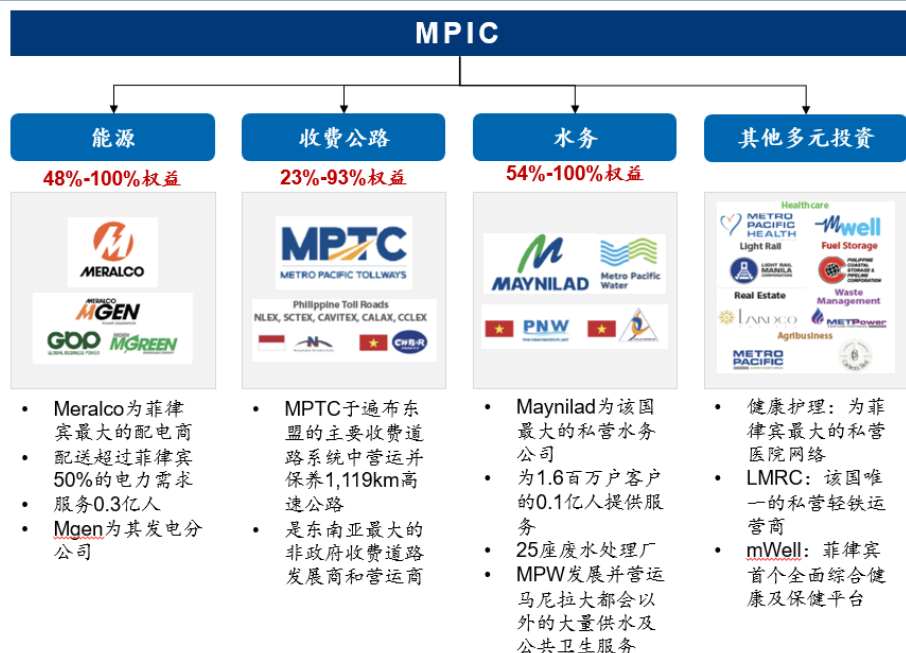 MPIC
能源
收费公路
水务
其他多元投资
48%-100%权益
23%-93%权益
54%-100%权益
MERALCO
MERALCO
MGEN
GBP
GLOBAL BUSINESS POWER
MGEN
MGREEN
MPTC
METRO PACIFIC TOLLWAYS
Philippine Toll Roads
NLEX, SCTEX, CAVITEX, CALAX, CCLEX
MAYNILAD
Metro Pacific
Water
PNW
Healthcare
METRO
PACIFIC
HEALTH
mwell
Light Rail
Fuel Storage
LIGHT RAIL
MANILA
CORPORATION
PHILIPPINE
COASTAL
STORAGE &
PIPELINE
CORPORATION
Real Estate
Waste
Management
LANDCO
METPower
Agribusiness
METRO
PACIFIC
• Meralco为菲律
宾最大的配电商
• 配送超过菲律宾
50%的电力需求
• 服务0.3亿人
• Mgen为其发电分
公司
• MPTC于遍布东
盟的主要收费道
路系统中营运并
保养1,119km高
速公路
• 是东南亚最大的
非政府收费道路
发展商和营运商
• Maynilad为该国
最大的私营水务
公司
• 为1.6百万户客户
的0.1亿人提供服
务
• 25座废水处理厂
• MPW发展并营运
马尼拉大都会以
外的大量供水及
公共卫生服务
• 健康护理：为菲
律宾最大的私营
医院网络
• LMRC：该国唯
一的私营轻铁运
营商
• mWell：菲律宾
首个全面综合健
康及保健平台